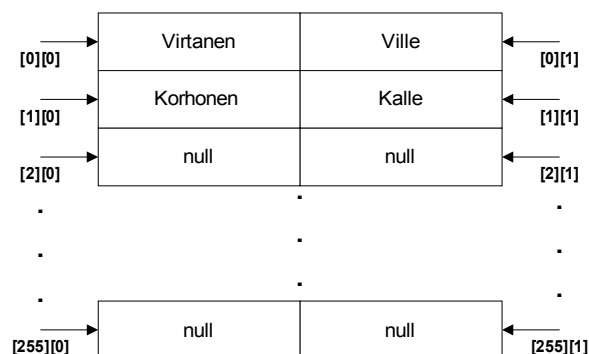 Virtanen Ville
[0][0] [0][1]
Korhonen Kalle
[1][0] [1][1]
null null
[2][0] [2][1]
null null
[255][0] [255][1]